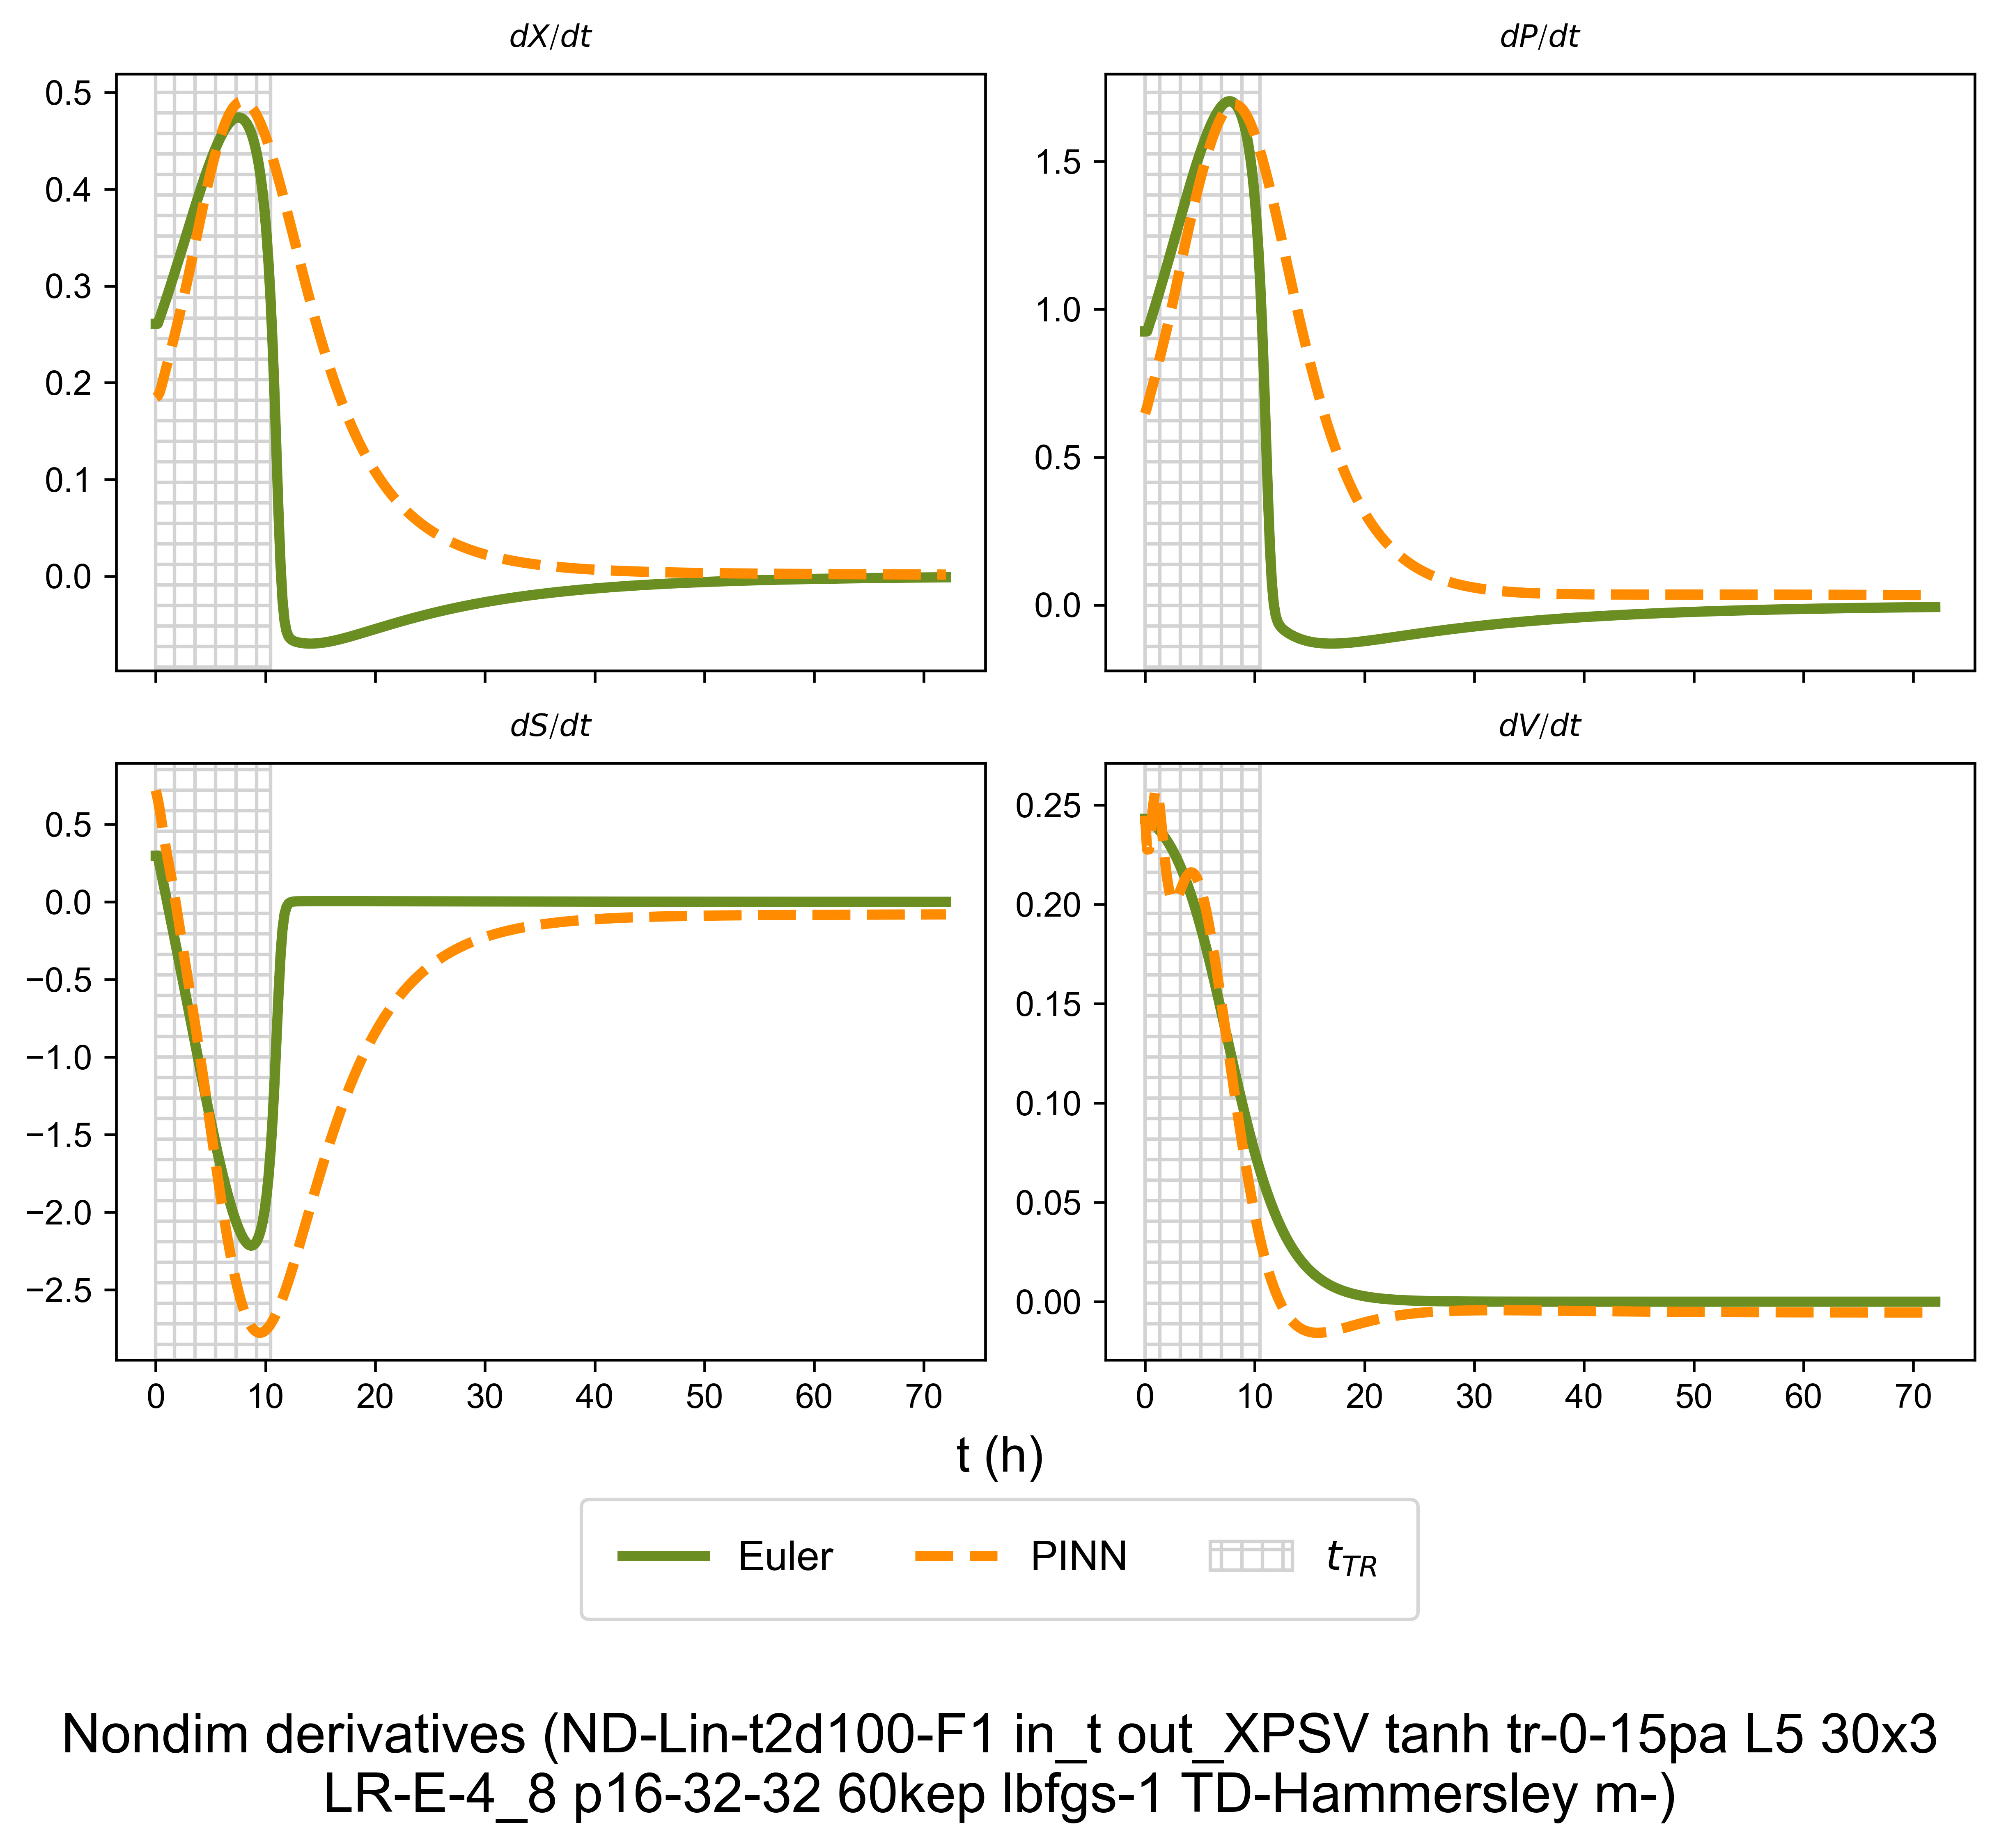 dX/dt
dP/dt
0.5
0.4
0.3
0.2
0.1
0.0
1.5
1.0
0.5
0.0
dS/dt
dV/dt
0.5
0.0
−0.5
−1.0
−1.5
−2.0
−2.5
0.25
0.20
0.15
0.10
0.05
0.00
0 10 20 30 40 50 60 70
0 10 20 30 40 50 60 70
t (h)
Euler PINN t_TR
Nondim derivatives (ND-Lin-t2d100-F1 in_t out_XPSV tanh tr-0-15pa L5 30x3
LR-E-4_8 p16-32-32 60kep lbfgs-1 TD-Hammersley m-)